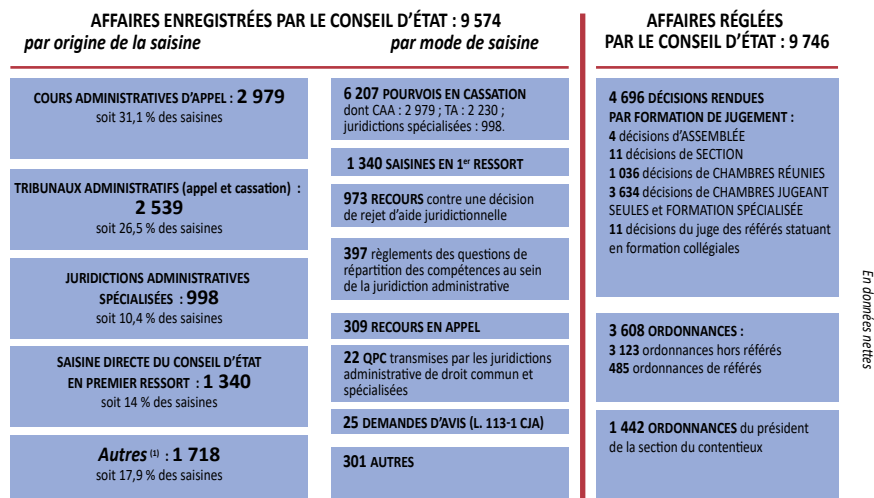 AFFAIRES ENREGISTRÉES PAR LE CONSEIL D’ÉTAT : 9 574
par origine de la saisine
COURS ADMINISTRATIVES D’APPEL : 2 979
soit 31,1 % des saisines
TRIBUNAUX ADMINISTRATIFS (appel et cassation) :
2 539
soit 26,5 % des saisines
JURIDICTIONS ADMINISTRATIVES
SPÉCIALISÉES : 998
soit 10,4 % des saisines
SAISINE DIRECTE DU CONSEIL D’ÉTAT
EN PREMIER RESSORT : 1 340
soit 14 % des saisines
Autres (1) : 1 718
soit 17,9 % des saisines
par mode de saisine
6 207 POURVOIS EN CASSATION
dont CAA : 2 979 ; TA : 2 230 ;
juridictions spécialisées : 998.
1 340 SAISINES EN 1er RESSORT
973 RECOURS contre une décision
de rejet d’aide juridictionnelle
397 règlements des questions de
répartition des compétences au sein
de la juridiction administrative
309 RECOURS EN APPEL
22 QPC transmises par les juridictions
administrative de droit commun et
spécialisées
25 DEMANDES D’AVIS (L. 113-1 CJA)
301 AUTRES
AFFAIRES RÉGLÉES
PAR LE CONSEIL D’ÉTAT : 9 746
4 696 DÉCISIONS RENDUES
PAR FORMATION DE JUGEMENT :
4 décisions d’ASSEMBLÉE
11 décisions de SECTION
1 036 décisions de CHAMBRES RÉUNIES
3 634 décisions de CHAMBRES JUGEANT
SEULES et FORMATION SPÉCIALISÉE
11 décisions du juge des référés statuant
en formation collégiales
3 608 ORDONNANCES :
3 123 ordonnances hors référés
485 ordonnances de référés
1 442 ORDONNANCES du président
de la section du contentieux
En données nettes